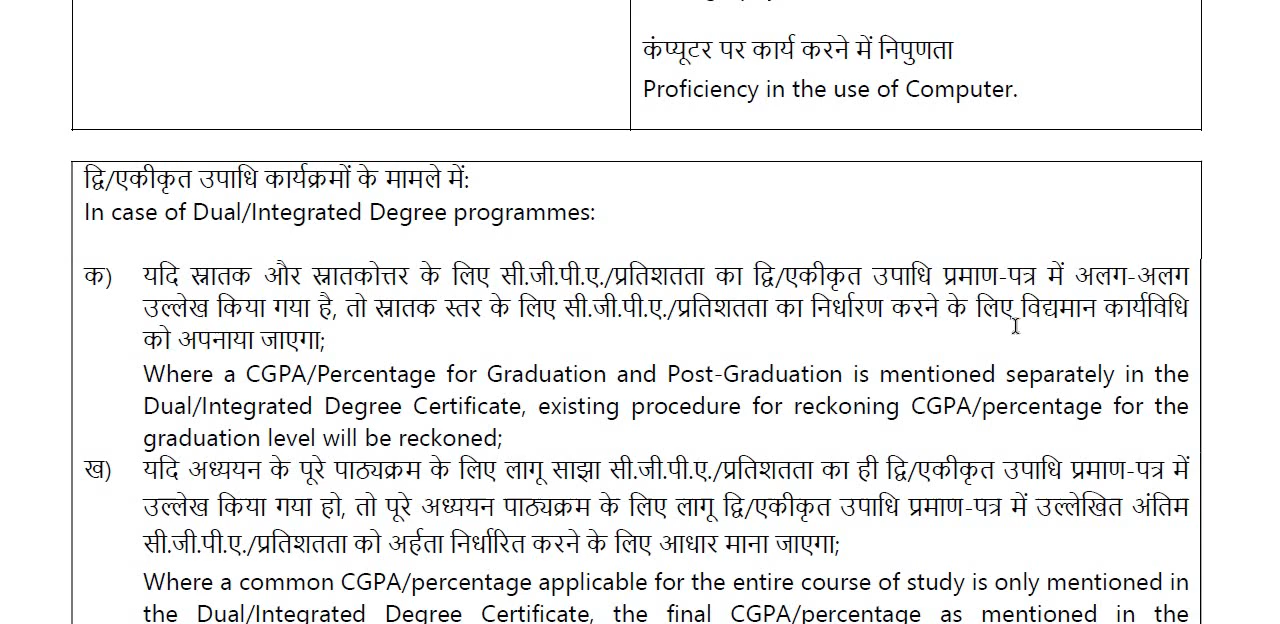 कंप्यूटर पर कार्य करने में निपुणता
Proficiency in the use of Computer.
द्वि/एकीकृत उपाधि कार्यक्रमों के मामले में:
In case of Dual/Integrated Degree programmes:
क) यदि स्नातक और स्नातकोत्तर के लिए सी.जी.पी.ए./प्रतिशतता का द्वि/एकीकृत उपाधि प्रमाण-पत्र में अलग-अलग
उल्लेख किया गया है, तो स्नातक स्तर के लिए सी.जी.पी.ए./प्रतिशतता का निर्धारण करने के लिए विद्यमान कार्यविधि
को अपनाया जाएगा;
Where a CGPA/Percentage for Graduation and Post-Graduation is mentioned separately in the
Dual/Integrated Degree Certificate, existing procedure for reckoning CGPA/percentage for the
graduation level will be reckoned;
ख) यदि अध्ययन के पूरे पाठ्यक्रम के लिए लागू साझा सी.जी.पी.ए./प्रतिशतता का ही द्वि/एकीकृत उपाधि प्रमाण-पत्र में
उल्लेख किया गया हो, तो पूरे अध्ययन पाठ्यक्रम के लिए लागू द्वि/एकीकृत उपाधि प्रमाण-पत्र में उल्लेखित अंतिम
सी.जी.पी.ए./प्रतिशतता को अर्हता निर्धारित करने के लिए आधार माना जाएगा;
Where a common CGPA/percentage applicable for the entire course of study is only mentioned in
the Dual/Integrated Degree Certificate, the final CGPA/percentage as mentioned in the